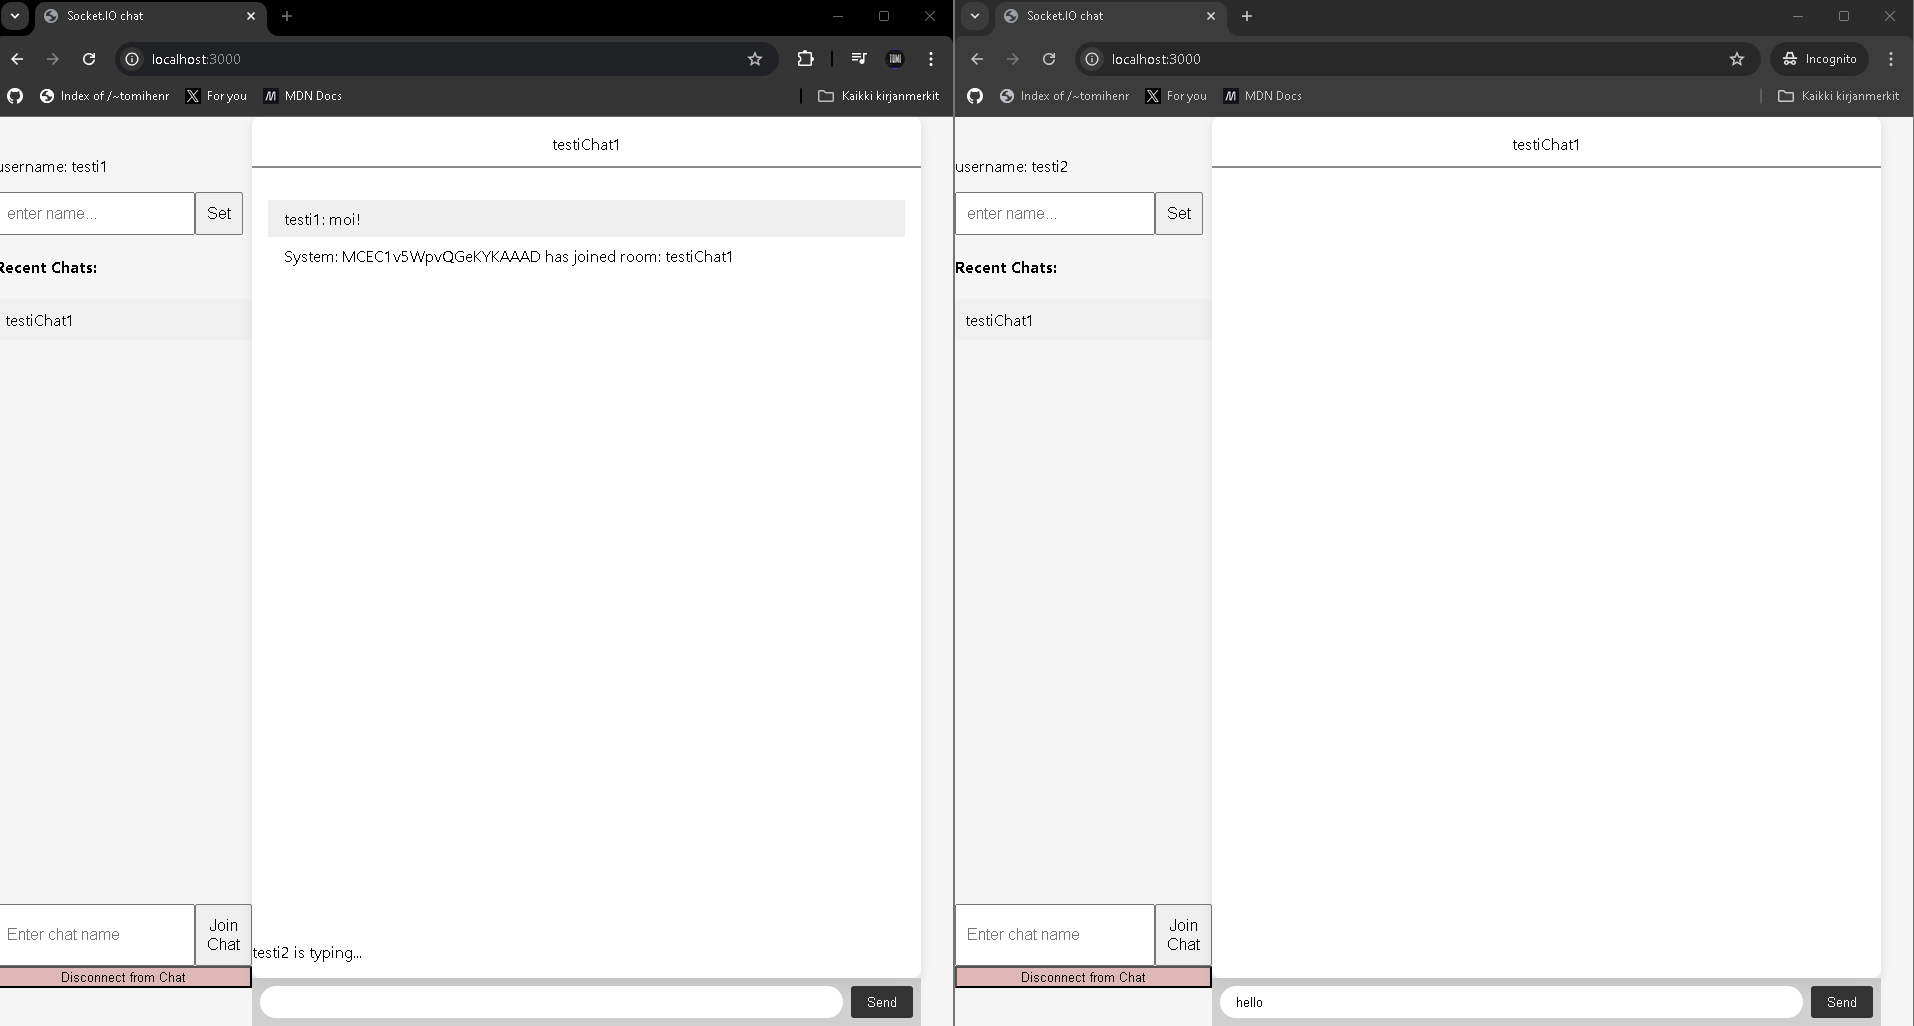 Socket.IO chat
localhost:3000
Index of /~tomihenr For you MDN Docs Kaikki kirjanmerkit
testiChat1
username: testi1
enter name... Set
testi1: moi!
System: MCEC1v5WpvQGeKYKAAAD has joined room: testiChat1
Recent Chats:
testiChat1
Enter chat name Join
Chat
testi2 is typing...
Disconnect from Chat
Send
Socket.IO chat
localhost:3000 Incognito
Index of /~tomihenr For you MDN Docs Kaikki kirjanmerkit
testiChat1
username: testi2
enter name... Set
Recent Chats:
testiChat1
Enter chat name Join
Chat
Disconnect from Chat
hello Send